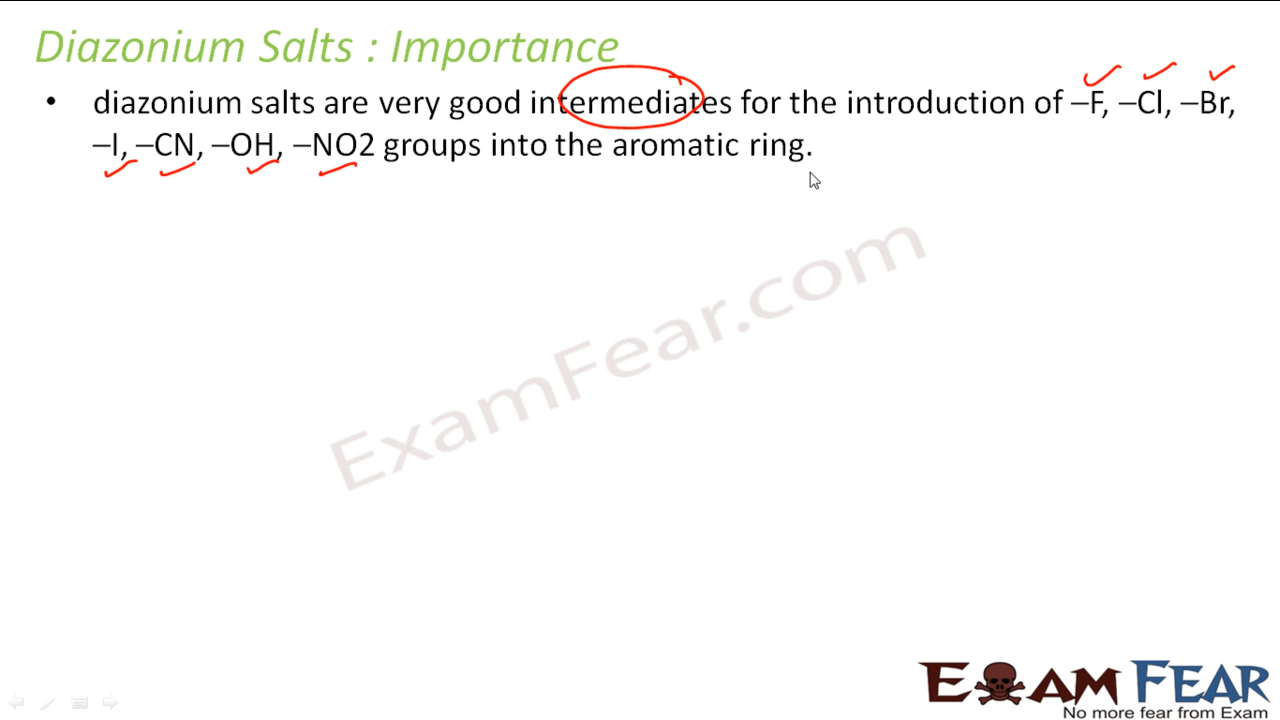 Diazonium Salts : Importance
• diazonium salts are very good intermediates for the introduction of –F, –Cl, –Br,
–I, –CN, –OH, –NO2 groups into the aromatic ring.
ExamFear.com
EXAM FEAR
No more fear from Exam